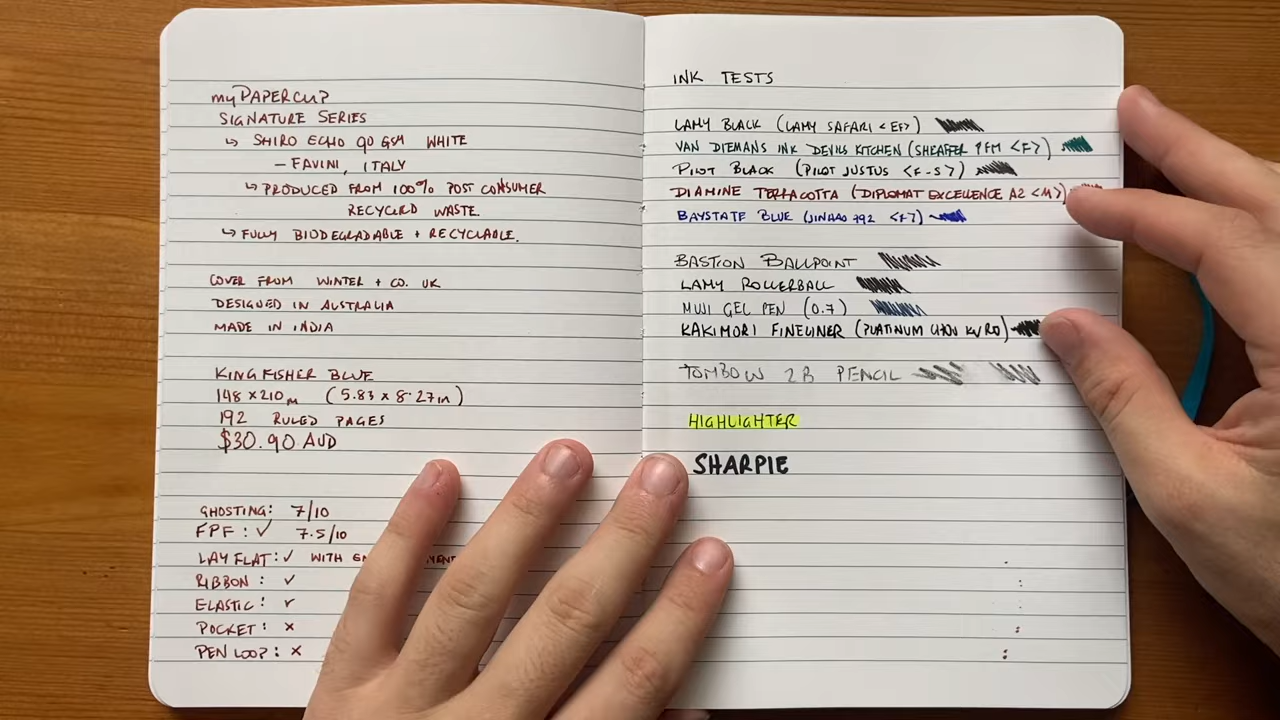 myPAPERCLIP
SIGNATURE SERIES
↳ SHIRO ECHO 90 GSM WHITE
– FAVINI, ITALY
↳ PRODUCED FROM 100% POST CONSUMER
RECYCLED WASTE.
↳ FULLY BIODEGRADABLE + RECYCLABLE.
COVER FROM WINTER + CO. UK
DESIGNED IN AUSTRALIA
MADE IN INDIA
KINGFISHER BLUE
148 x 210m (5.83 x 8.27in)
192 RULED PAGES
$30.90 AUD
GHOSTING: 7/10
FPF: ✓ 7.5/10
LAY FLAT: ✓ WITH
RIBBON: ✓
ELASTIC: ✓
POCKET: ×
PEN LOOP: ×
INK TESTS
LAMY BLACK (LAMY SAFARI <EF>)
VAN DIEMANS INK DEVILS KITCHEN (SHEAFFER PFM <F>)
PILOT BLACK (PILOT JUSTUS <F-S>)
DIAMINE TERRACOTTA (DIPLOMAT EXCELLENCE A2 <M>)
BAYSTATE BLUE (JINHAO 992 <F>)
BASTION BALLPOINT
LAMY ROLLERBALL
MUJI GEL PEN (0.7)
KAKIMORI FINELINER (PLATINUM
TOMBOW 2B PENCIL
HIGHLIGHTER
SHARPIE